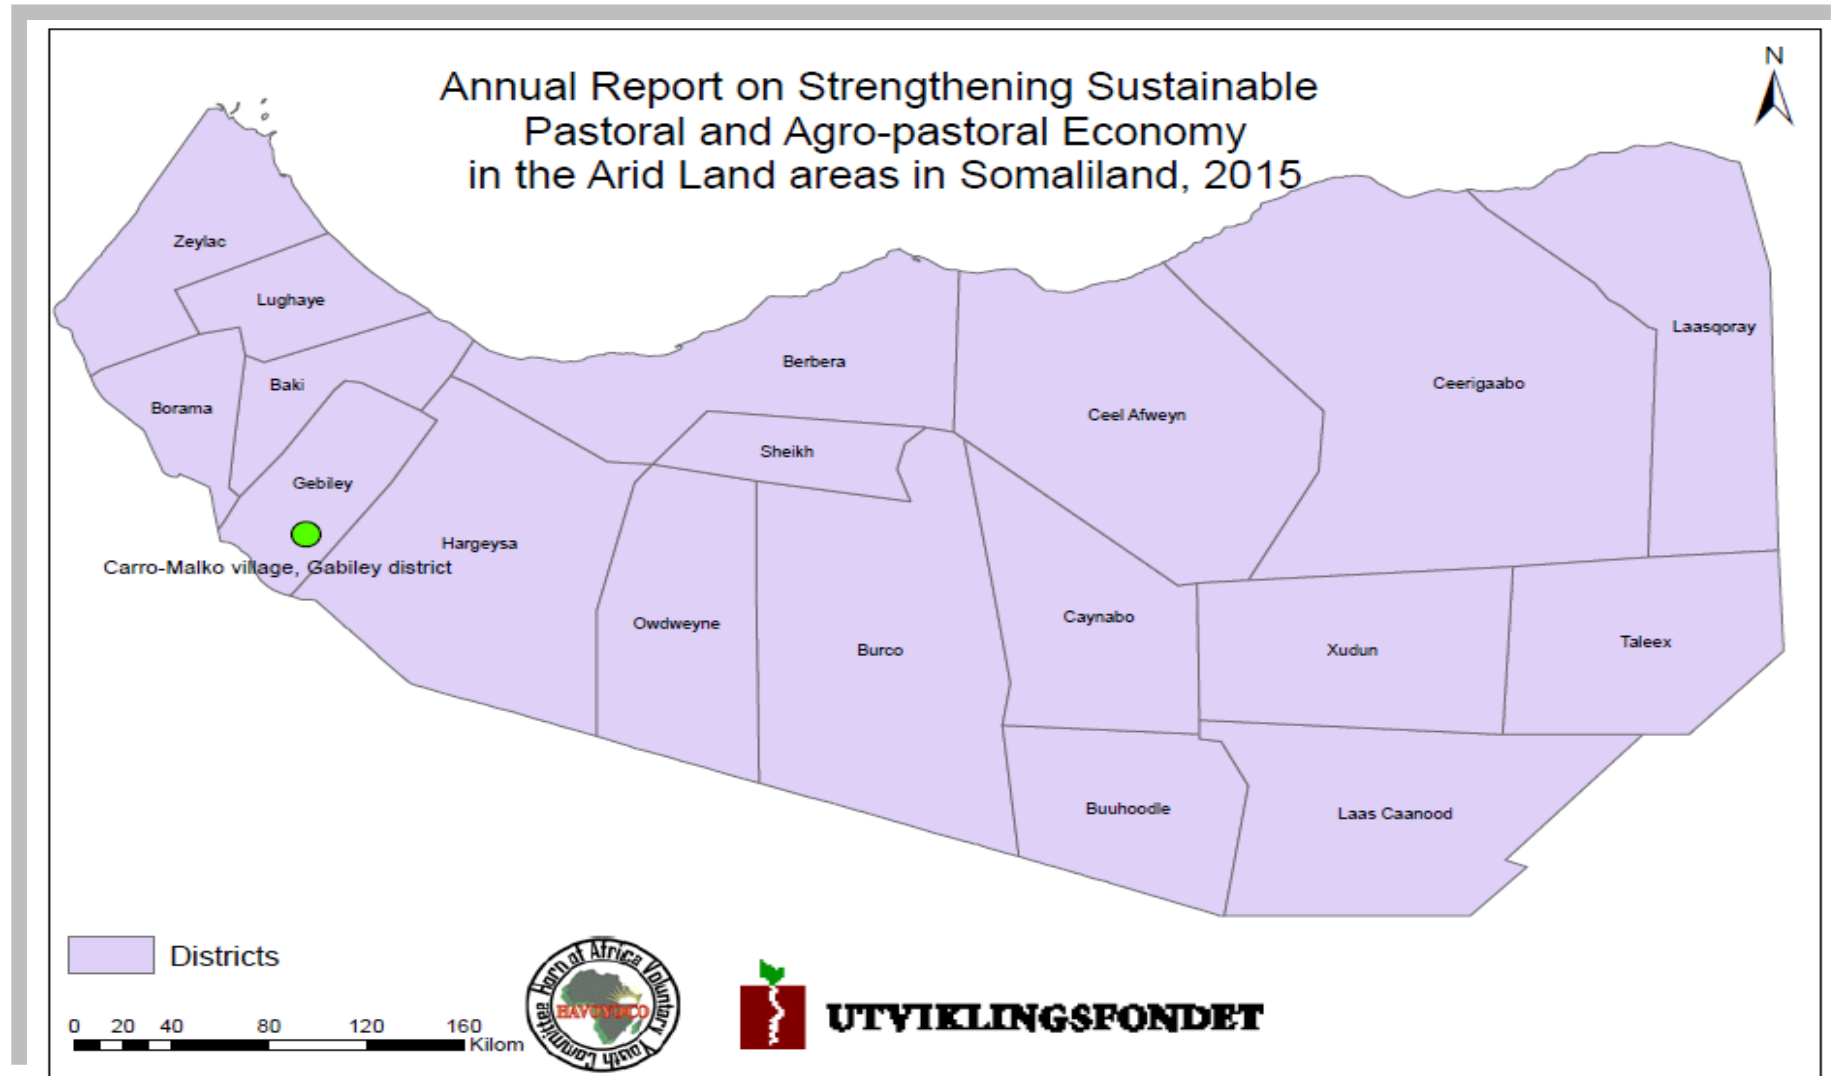 Annual Report on Strengthening Sustainable
Pastoral and Agro-pastoral Economy
in the Arid Land areas in Somaliland, 2015
N
Zeylac
Lughaye
Laasqoray
Berbera
Baki
Ceerigaabo
Borama
Ceel Afweyn
Sheikh
Gebiley
Hargeysa
Carro-Malko village, Gabiley district
Caynabo
Owdweyne
Taleex
Burco
Xudun
Buuhoodle
Laas Caanood
Districts
0 20 40 80 120 160
Kilom
Horn of Africa Voluntary
Youth Committee
HAVOYOCO
UTVIKLINGSFONDET